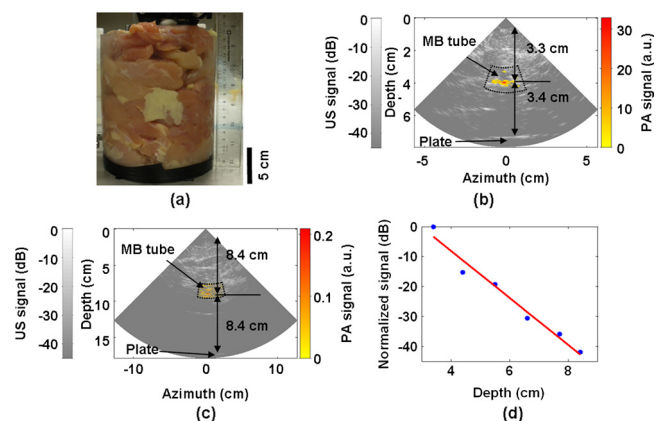 (a)
5 cm
US signal (dB)
0
-10
-20
-30
-40
Depth (cm)
0
2
4
6
MB tube
3.3 cm
3.4 cm
Plate
-5
0
5
Azimuth (cm)
PA signal (a.u.)
30
20
10
0
(b)
US signal (dB)
0
-10
-20
-30
-40
Depth (cm)
0
5
10
15
MB tube
8.4 cm
8.4 cm
Plate
-10
0
10
Azimuth (cm)
PA signal (a.u.)
0.2
0.1
0
(c)
Normalized signal (dB)
0
-10
-20
-30
-40
4
6
8
Depth (cm)
(d)